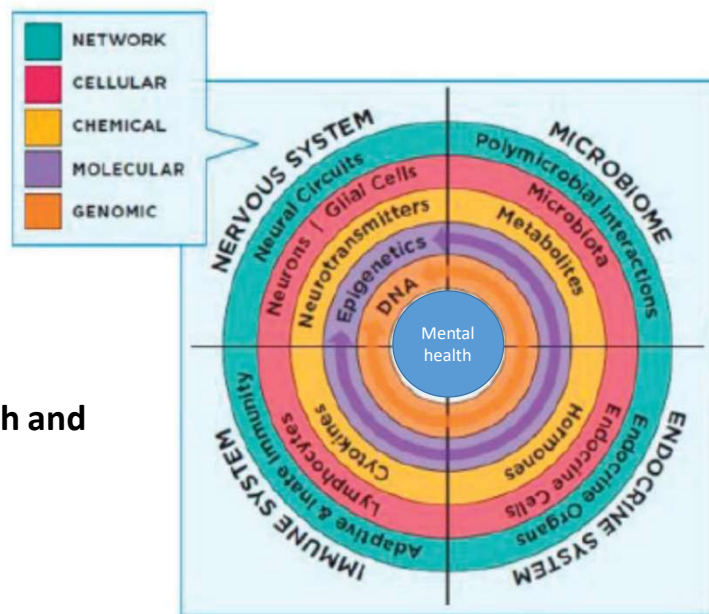 NETWORK
CELLULAR
CHEMICAL
MOLECULAR
GENOMIC
NERVOUS SYSTEM
Neural Circuits
Neurons / Glial Cells
Neurotransmitters
Epigenetics
DNA
MICROBIOME
Polymicrobial Interactions
Microbiota
Metabolites
Mental
health
h and
IMMUNE SYSTEM
Adaptive & Inate Immunity
Lymphocytes
Cytokines
ENDOCRINE SYSTEM
Endocrine Organs
Endocrine Cells
Hormones